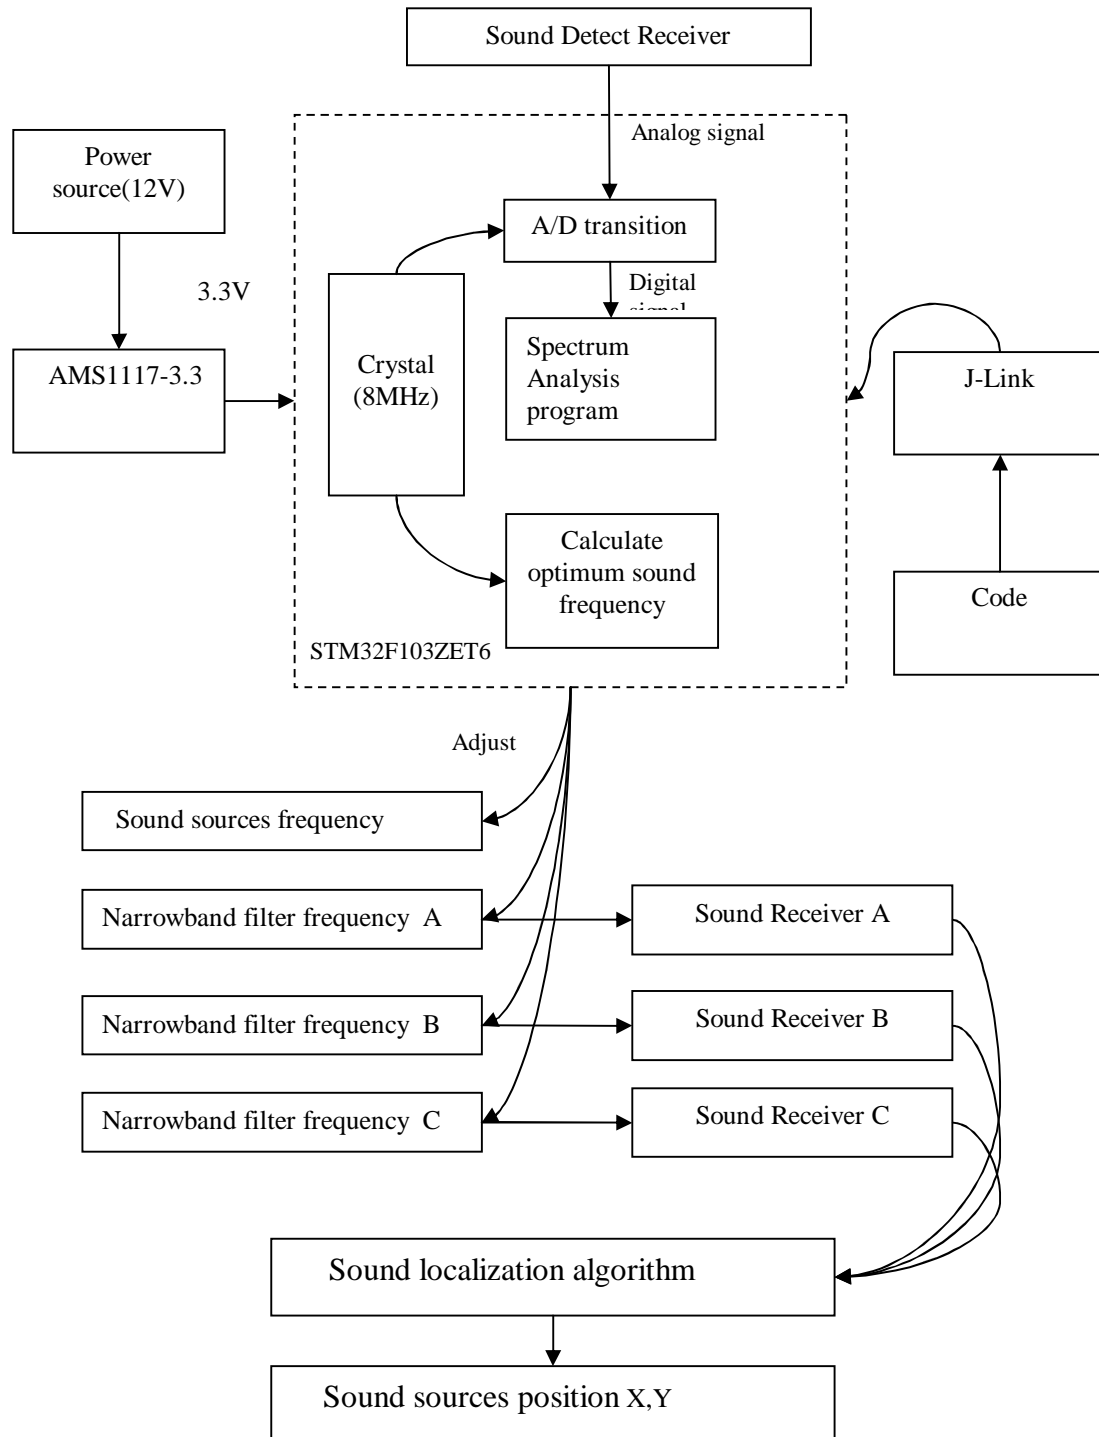 Sound Detect Receiver
Analog signal
Power
source(12V)
A/D transition
3.3V
Digital
signal
AMS1117-3.3
Crystal
(8MHz)
Spectrum
Analysis
program
J-Link
Calculate
optimum sound
frequency
Code
STM32F103ZET6
Adjust
Sound sources frequency
Narrowband filter frequency A
Sound Receiver A
Narrowband filter frequency B
Sound Receiver B
Narrowband filter frequency C
Sound Receiver C
Sound localization algorithm
Sound sources position X,Y